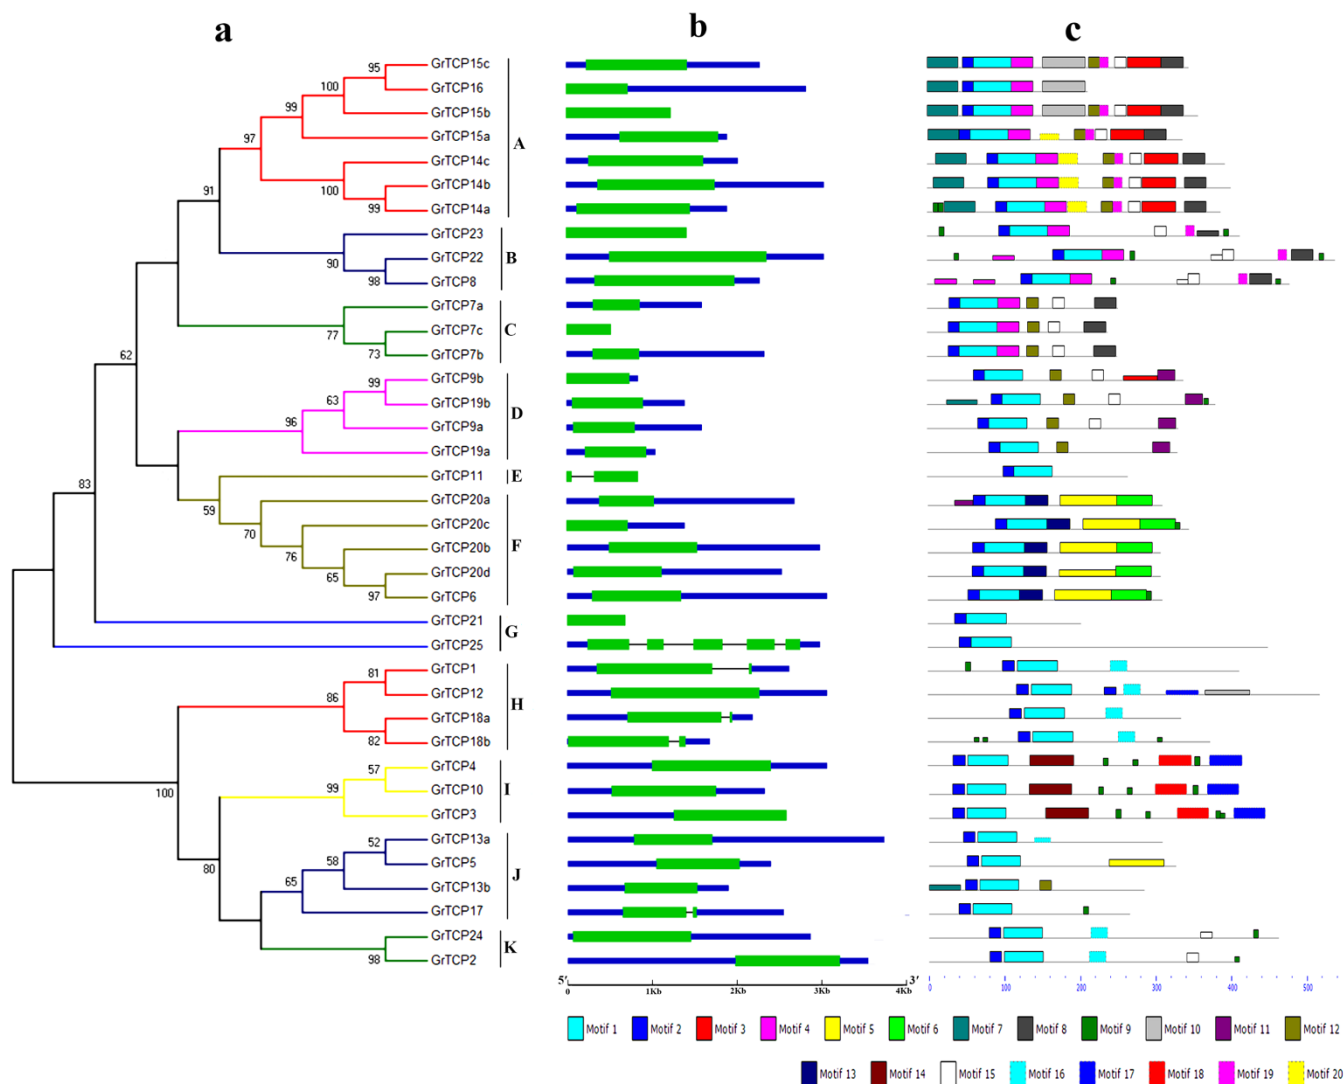 a b c
95 GrTCP15c
100 GrTCP16
99 GrTCP15b
97 GrTCP15a A
GrTCP14c
91 100 GrTCP14b
99 GrTCP14a
GrTCP23
90 GrTCP22 B
98 GrTCP8
GrTCP7a
77 GrTCP7c C
73 GrTCP7b
62
99 GrTCP9b
63 GrTCP19b
96 GrTCP9a D
GrTCP19a
83 GrTCP11 E
59 GrTCP20a
70 GrTCP20c
76 GrTCP20b F
65 GrTCP20d
97 GrTCP6
GrTCP21
GrTCP25 G
81 GrTCP1
86 GrTCP12 H
GrTCP18a
82 GrTCP18b
57 GrTCP4
99 GrTCP10 I
100 GrTCP3
52 GrTCP13a
80 58 GrTCP5 J
65 GrTCP13b
GrTCP17
GrTCP24 K
98 GrTCP2
5' 3'
0 1Kb 2Kb 3Kb 4Kb
0 100 200 300 400 500
Motif 1 Motif 2 Motif 3 Motif 4 Motif 5 Motif 6 Motif 7 Motif 8 Motif 9 Motif 10 Motif 11 Motif 12
Motif 13 Motif 14 Motif 15 Motif 16 Motif 17 Motif 18 Motif 19 Motif 20